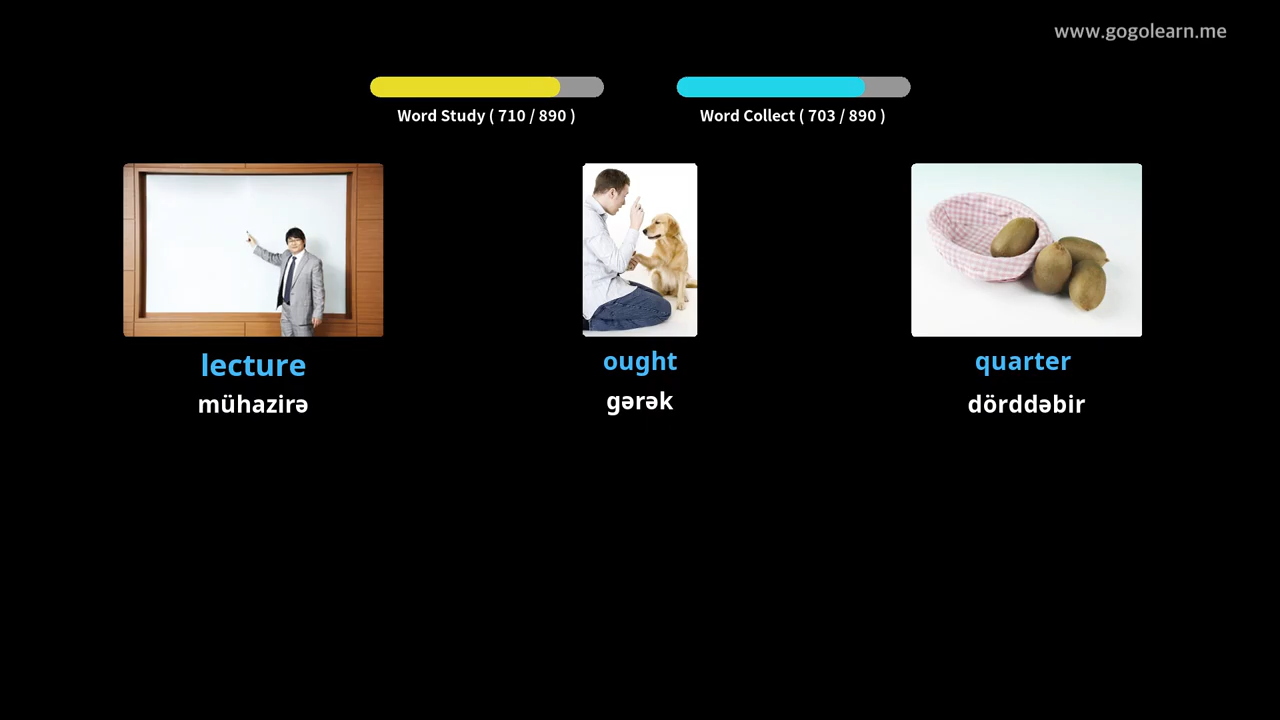 www.gogolearn.me
Word Study ( 710 / 890 )
Word Collect ( 703 / 890 )
lecture
mühazirə
ought
gərək
quarter
dörddəbir